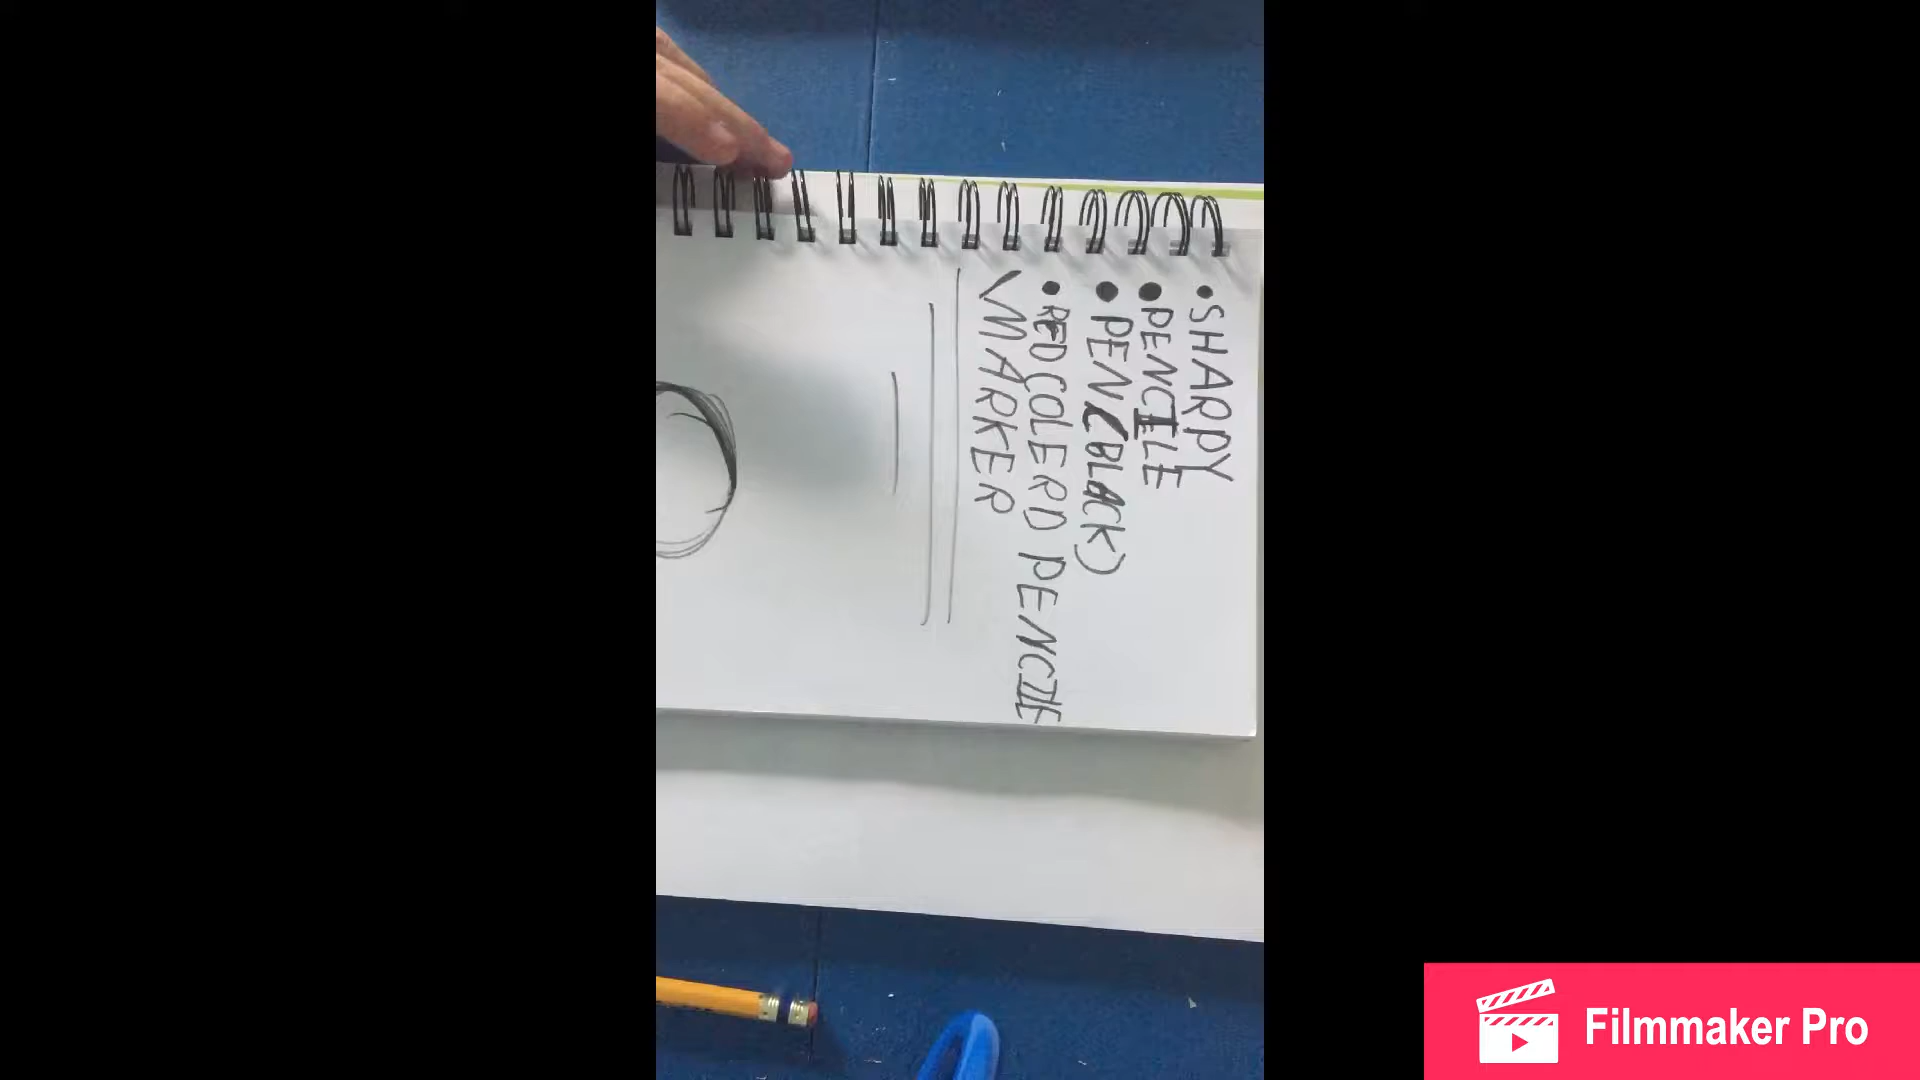 • SHARPY
• PENCILE
• PEN(BLACK)
• RED COLERD PENCILE
✓MARKER
Filmmaker Pro